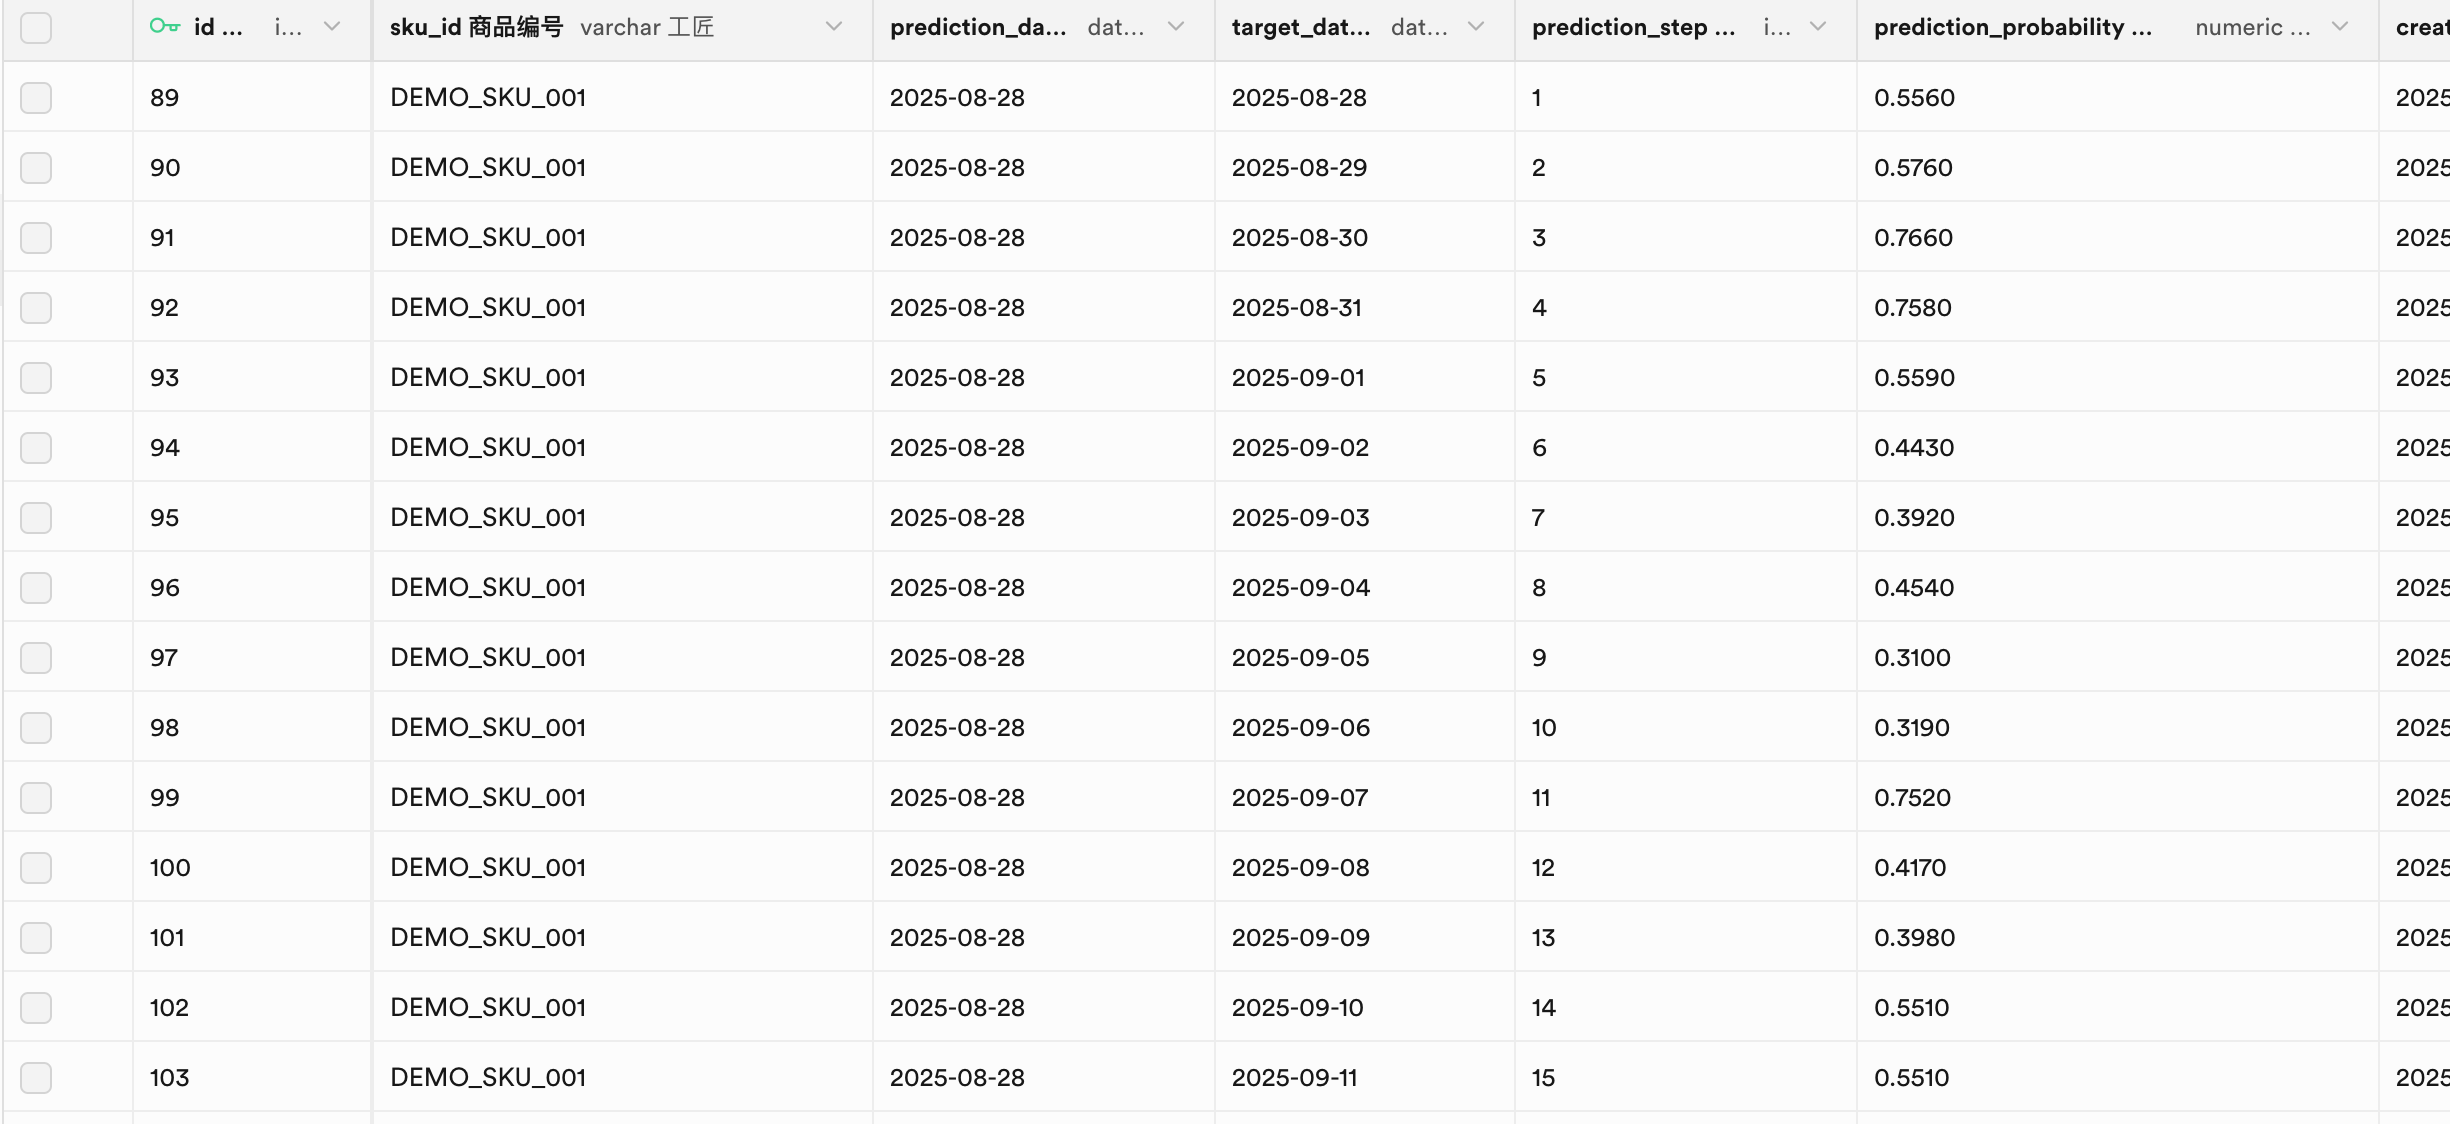 id ... i... sku_id 商品编号 varchar 工匠 prediction_da... dat... target_dat... dat... prediction_step ... i... prediction_probability ... numeric ... creat
89 DEMO_SKU_001 2025-08-28 2025-08-28 1 0.5560 2025
90 DEMO_SKU_001 2025-08-28 2025-08-29 2 0.5760 2025
91 DEMO_SKU_001 2025-08-28 2025-08-30 3 0.7660 2025
92 DEMO_SKU_001 2025-08-28 2025-08-31 4 0.7580 2025
93 DEMO_SKU_001 2025-08-28 2025-09-01 5 0.5590 2025
94 DEMO_SKU_001 2025-08-28 2025-09-02 6 0.4430 2025
95 DEMO_SKU_001 2025-08-28 2025-09-03 7 0.3920 2025
96 DEMO_SKU_001 2025-08-28 2025-09-04 8 0.4540 2025
97 DEMO_SKU_001 2025-08-28 2025-09-05 9 0.3100 2025
98 DEMO_SKU_001 2025-08-28 2025-09-06 10 0.3190 2025
99 DEMO_SKU_001 2025-08-28 2025-09-07 11 0.7520 2025
100 DEMO_SKU_001 2025-08-28 2025-09-08 12 0.4170 2025
101 DEMO_SKU_001 2025-08-28 2025-09-09 13 0.3980 2025
102 DEMO_SKU_001 2025-08-28 2025-09-10 14 0.5510 2025
103 DEMO_SKU_001 2025-08-28 2025-09-11 15 0.5510 2025